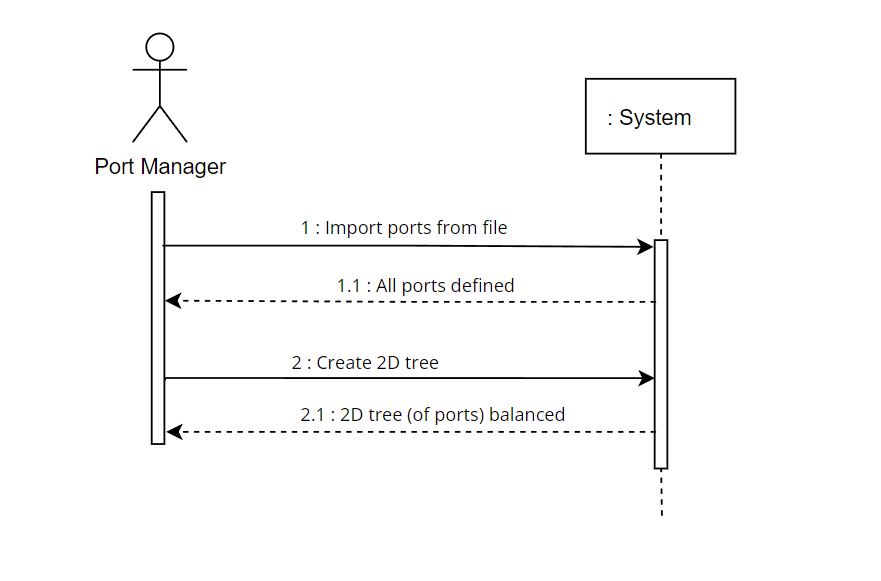 : System
Port Manager
1 : Import ports from file
1.1 : All ports defined
2 : Create 2D tree
2.1 : 2D tree (of ports) balanced